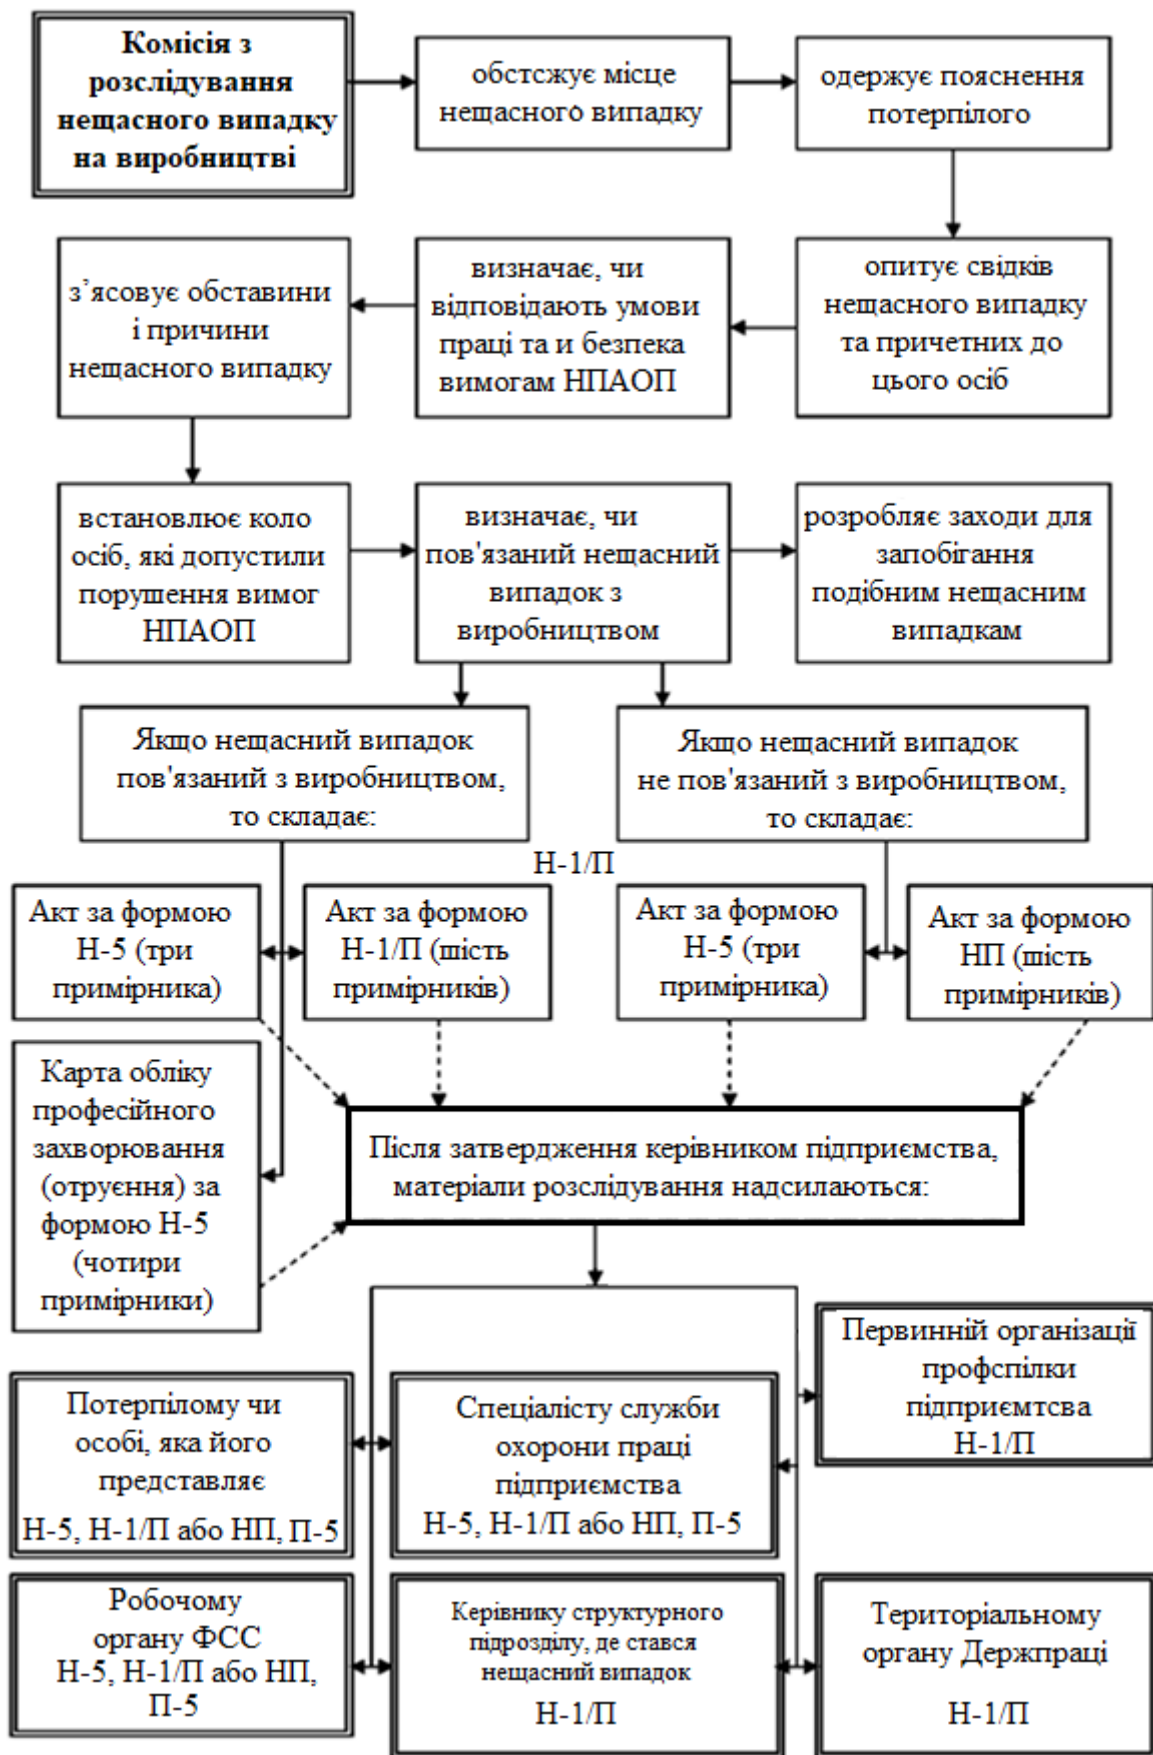 Комісія з
розслідування
нещасного випадку
на виробництві
обстсжує місце
нещасного випадку
одержує пояснення
потерпілого
опитує свідків
нещасного випадку
та причетних до
цього осіб
визначає, чи
відповідають умови
праці та и безпека
вимогам НПАОП
з’ясовує обставини
і причини
нещасного випадку
встановлює коло
осіб, які допустили
порушення вимог
НПАОП
визначає, чи
пов'язаний нещасний
випадок з
виробництвом
розробляє заходи для
запобігання
подібним нещасним
випадкам
Якщо нещасний випадок
пов'язаний з виробництвом,
то складає:
Якщо нещасний випадок
не пов'язаний з виробництвом,
то складає:
Н-1/П
Акт за формою
Н-5 (три
примірника)
Акт за формою
Н-1/П (шість
примірників)
Акт за формою
Н-5 (три
примірника)
Акт за формою
НП (шість
примірників)
Карта обліку
професійного
захворювання
(отруєння) за
формою Н-5
(чотири
примірники)
Після затвердження керівником підприємства,
матеріали розслідування надсилаються:
Первинній організації
профспілки
підприємтсва
Н-1/П
Потерпілому чи
особі, яка його
представляє
Н-5, Н-1/П або НП, П-5
Спеціалісту служби
охорони праці
підприємства
Н-5, Н-1/П або НП, П-5
Робочому
органу ФСС
Н-5, Н-1/П або НП,
П-5
Керівнику структурного
підрозділу, де стався
нещасний випадок
Н-1/П
Територіальному
органу Держпраці
Н-1/П